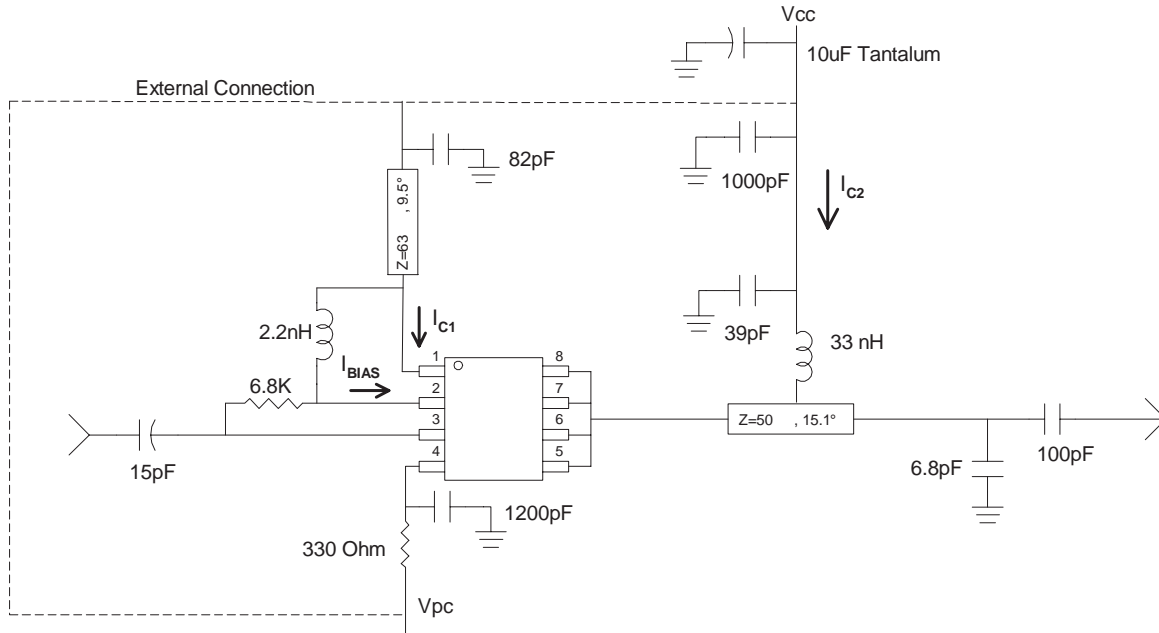 Vcc
10uF Tantalum
External Connection
82pF
1000pF
I_C2
Z=63 , 9.5°
2.2nH
I_C1
39pF
33 nH
I_BIAS
6.8K
1
2
3
4
8
7
6
5
Z=50 , 15.1°
15pF
6.8pF
100pF
1200pF
330 Ohm
Vpc